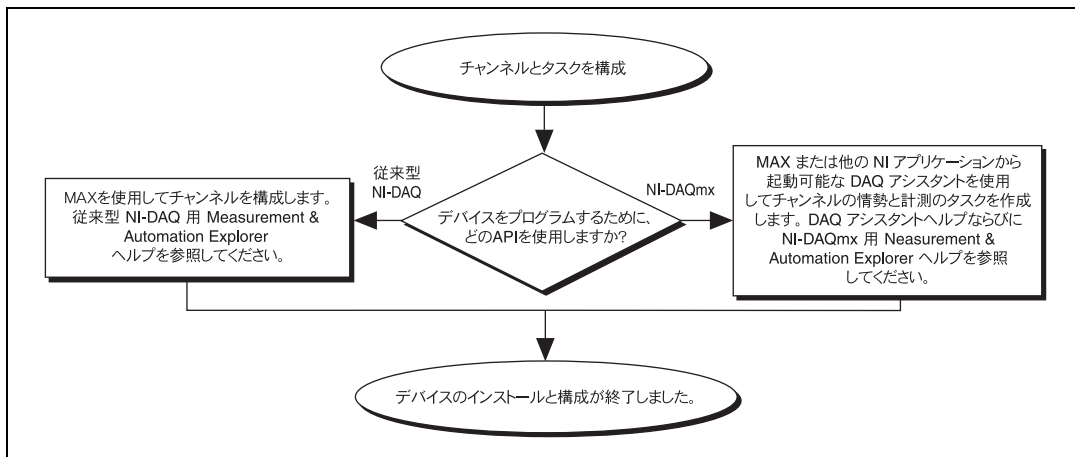 チャンネルとタスクを構成
従来型
NI-DAQ
NI-DAQmx
デバイスをプログラムするために、
どのAPIを使用しますか？
MAXを使用してチャンネルを構成します。
従来型 NI-DAQ 用 Measurement &
Automation Explorer
ヘルプを参照してください。
MAX または他の NI アプリケーションから
起動可能な DAQ アシスタントを使用
してチャンネルの情勢と計測のタスクを作成
します。DAQ アシスタントヘルプならびに
NI-DAQmx 用 Neasurement &
Automation Explorer ヘルプを参照
してください。
デバイスのインストールと構成が終了しました。